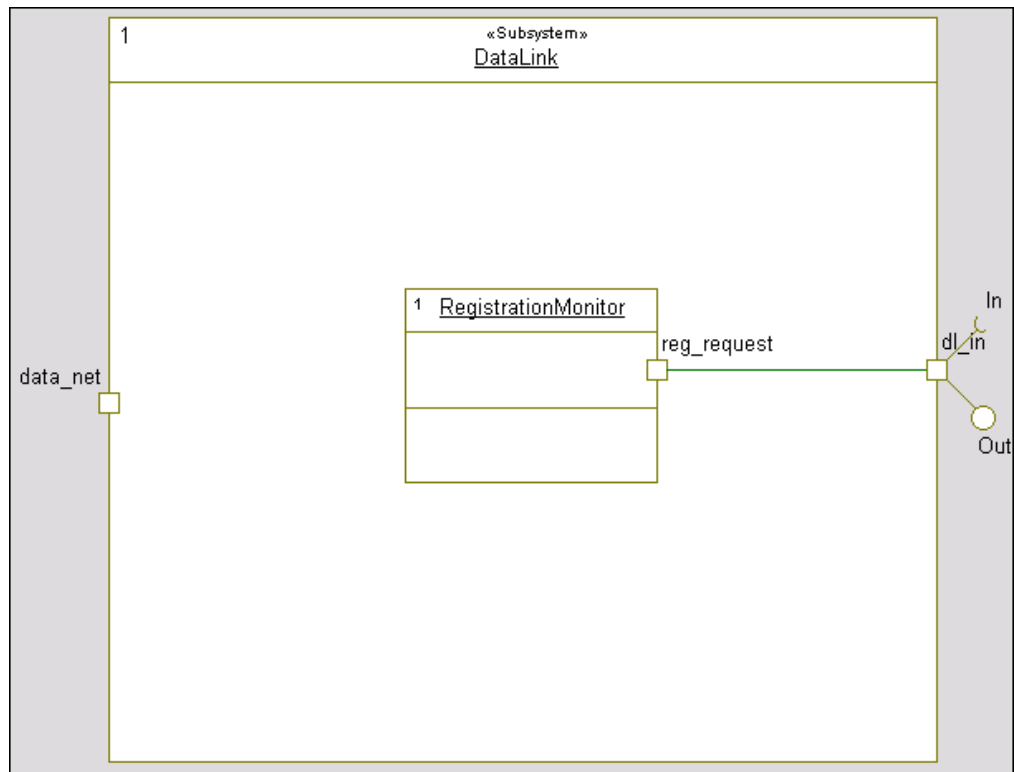 1
«Subsystem»
DataLink
1 RegistrationMonitor
reg_request
In
dl_in
data_net
Out